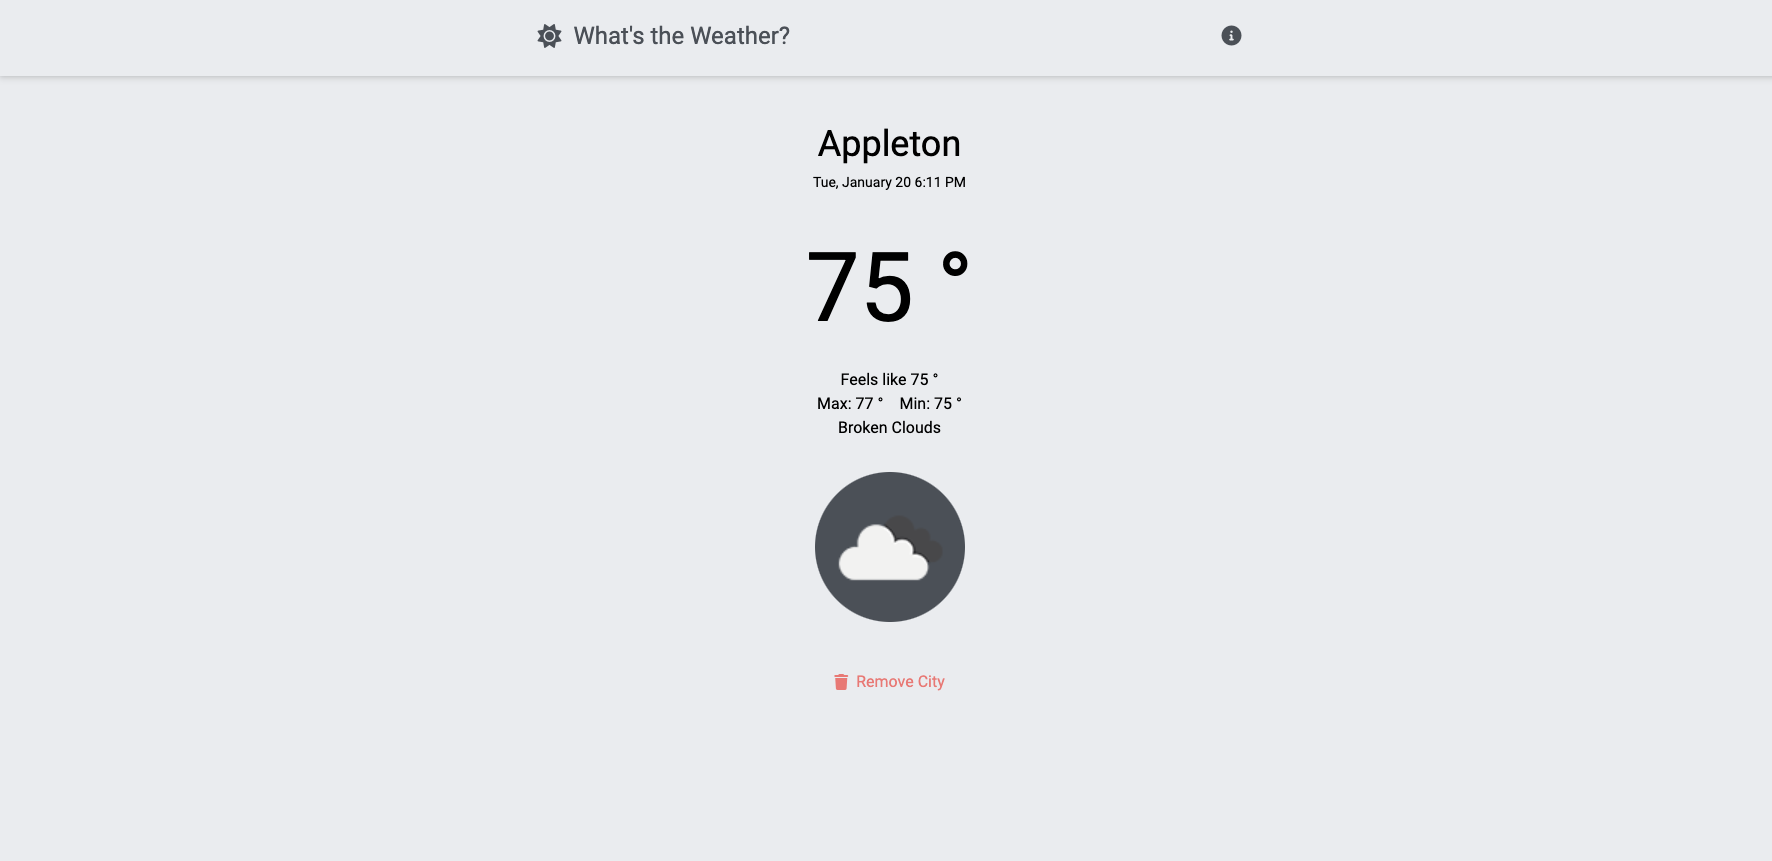 What's the Weather?
Appleton
Tue, January 20 6:11 PM
75 °
Feels like 75 °
Max: 77 ° Min: 75 °
Broken Clouds
Remove City